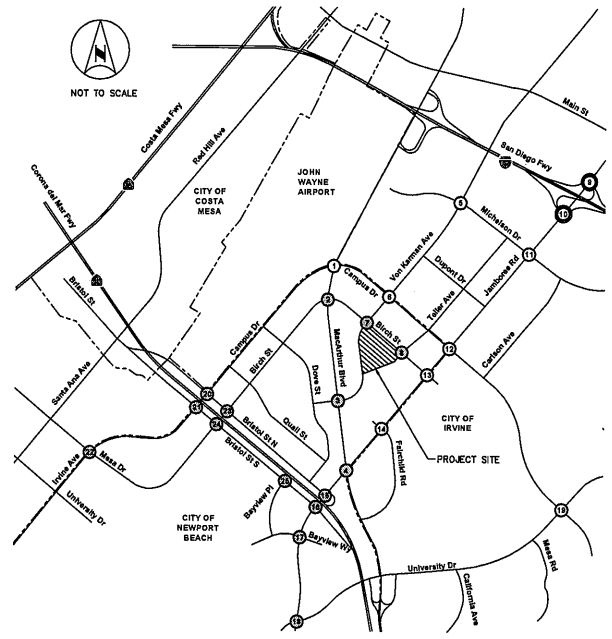 N
NOT TO SCALE
Costa Mesa Fwy
Red Hill Ave
Main St
San Diego Fwy
Corona del Mar Fwy
CITY OF
COSTA
MESA
JOHN
WAYNE
AIRPORT
9
10
5
Michelson Dr
11
Von Karman Ave
Dupont Dr
Jamboree Rd
Teller Ave
1
Campus Dr
6
2
Bristol St
Campus Dr
Birch St
MacArthur Blvd
7
Birch St
8
12
13
Carlson Ave
Santa Ana Ave
Dove St
3
20
21
23
24
Bristol St N
Quail St
CITY OF
IRVINE
14
Fairchild Rd
PROJECT SITE
22
Mesa Dr
Irvine Ave
Bristol St S
4
University Dr
25
15
16
Bayview Pl
19
CITY OF
NEWPORT
BEACH
17
Bayview W
University Dr
Mesa Rd
California Ave
18